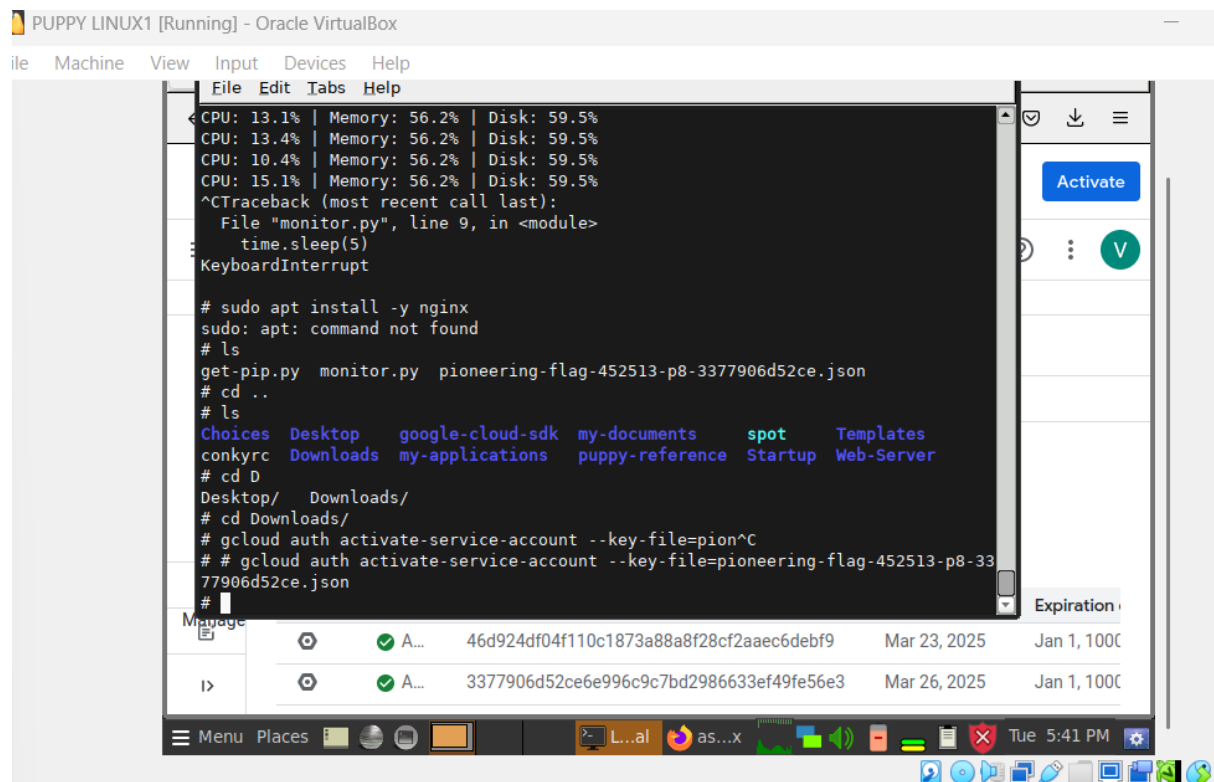 PUPPY LINUX1 [Running] - Oracle VirtualBox
ile Machine View Input Devices Help
File Edit Tabs Help
CPU: 13.1% | Memory: 56.2% | Disk: 59.5%
CPU: 13.4% | Memory: 56.2% | Disk: 59.5%
CPU: 10.4% | Memory: 56.2% | Disk: 59.5%
CPU: 15.1% | Memory: 56.2% | Disk: 59.5%
^CTraceback (most recent call last):
File "monitor.py", line 9, in <module>
time.sleep(5)
KeyboardInterrupt
# sudo apt install -y nginx
sudo: apt: command not found
# ls
get-pip.py monitor.py pioneering-flag-452513-p8-3377906d52ce.json
# cd ..
# ls
Choices Desktop google-cloud-sdk my-documents spot Templates
conkyrc Downloads my-applications puppy-reference Startup Web-Server
# cd D
Desktop/ Downloads/
# cd Downloads/
# gcloud auth activate-service-account --key-file=pion^C
# # gcloud auth activate-service-account --key-file=pioneering-flag-452513-p8-33
77906d52ce.json
#
Activate
V
Manage
Expiration
A... 46d924df04f110c1873a88a8f28cf2aaec6debf9 Mar 23, 2025 Jan 1, 1000
A... 3377906d52ce6e996c9c7bd2986633ef49fe56e3 Mar 26, 2025 Jan 1, 1000
Menu Places L...al as...x Tue 5:41 PM